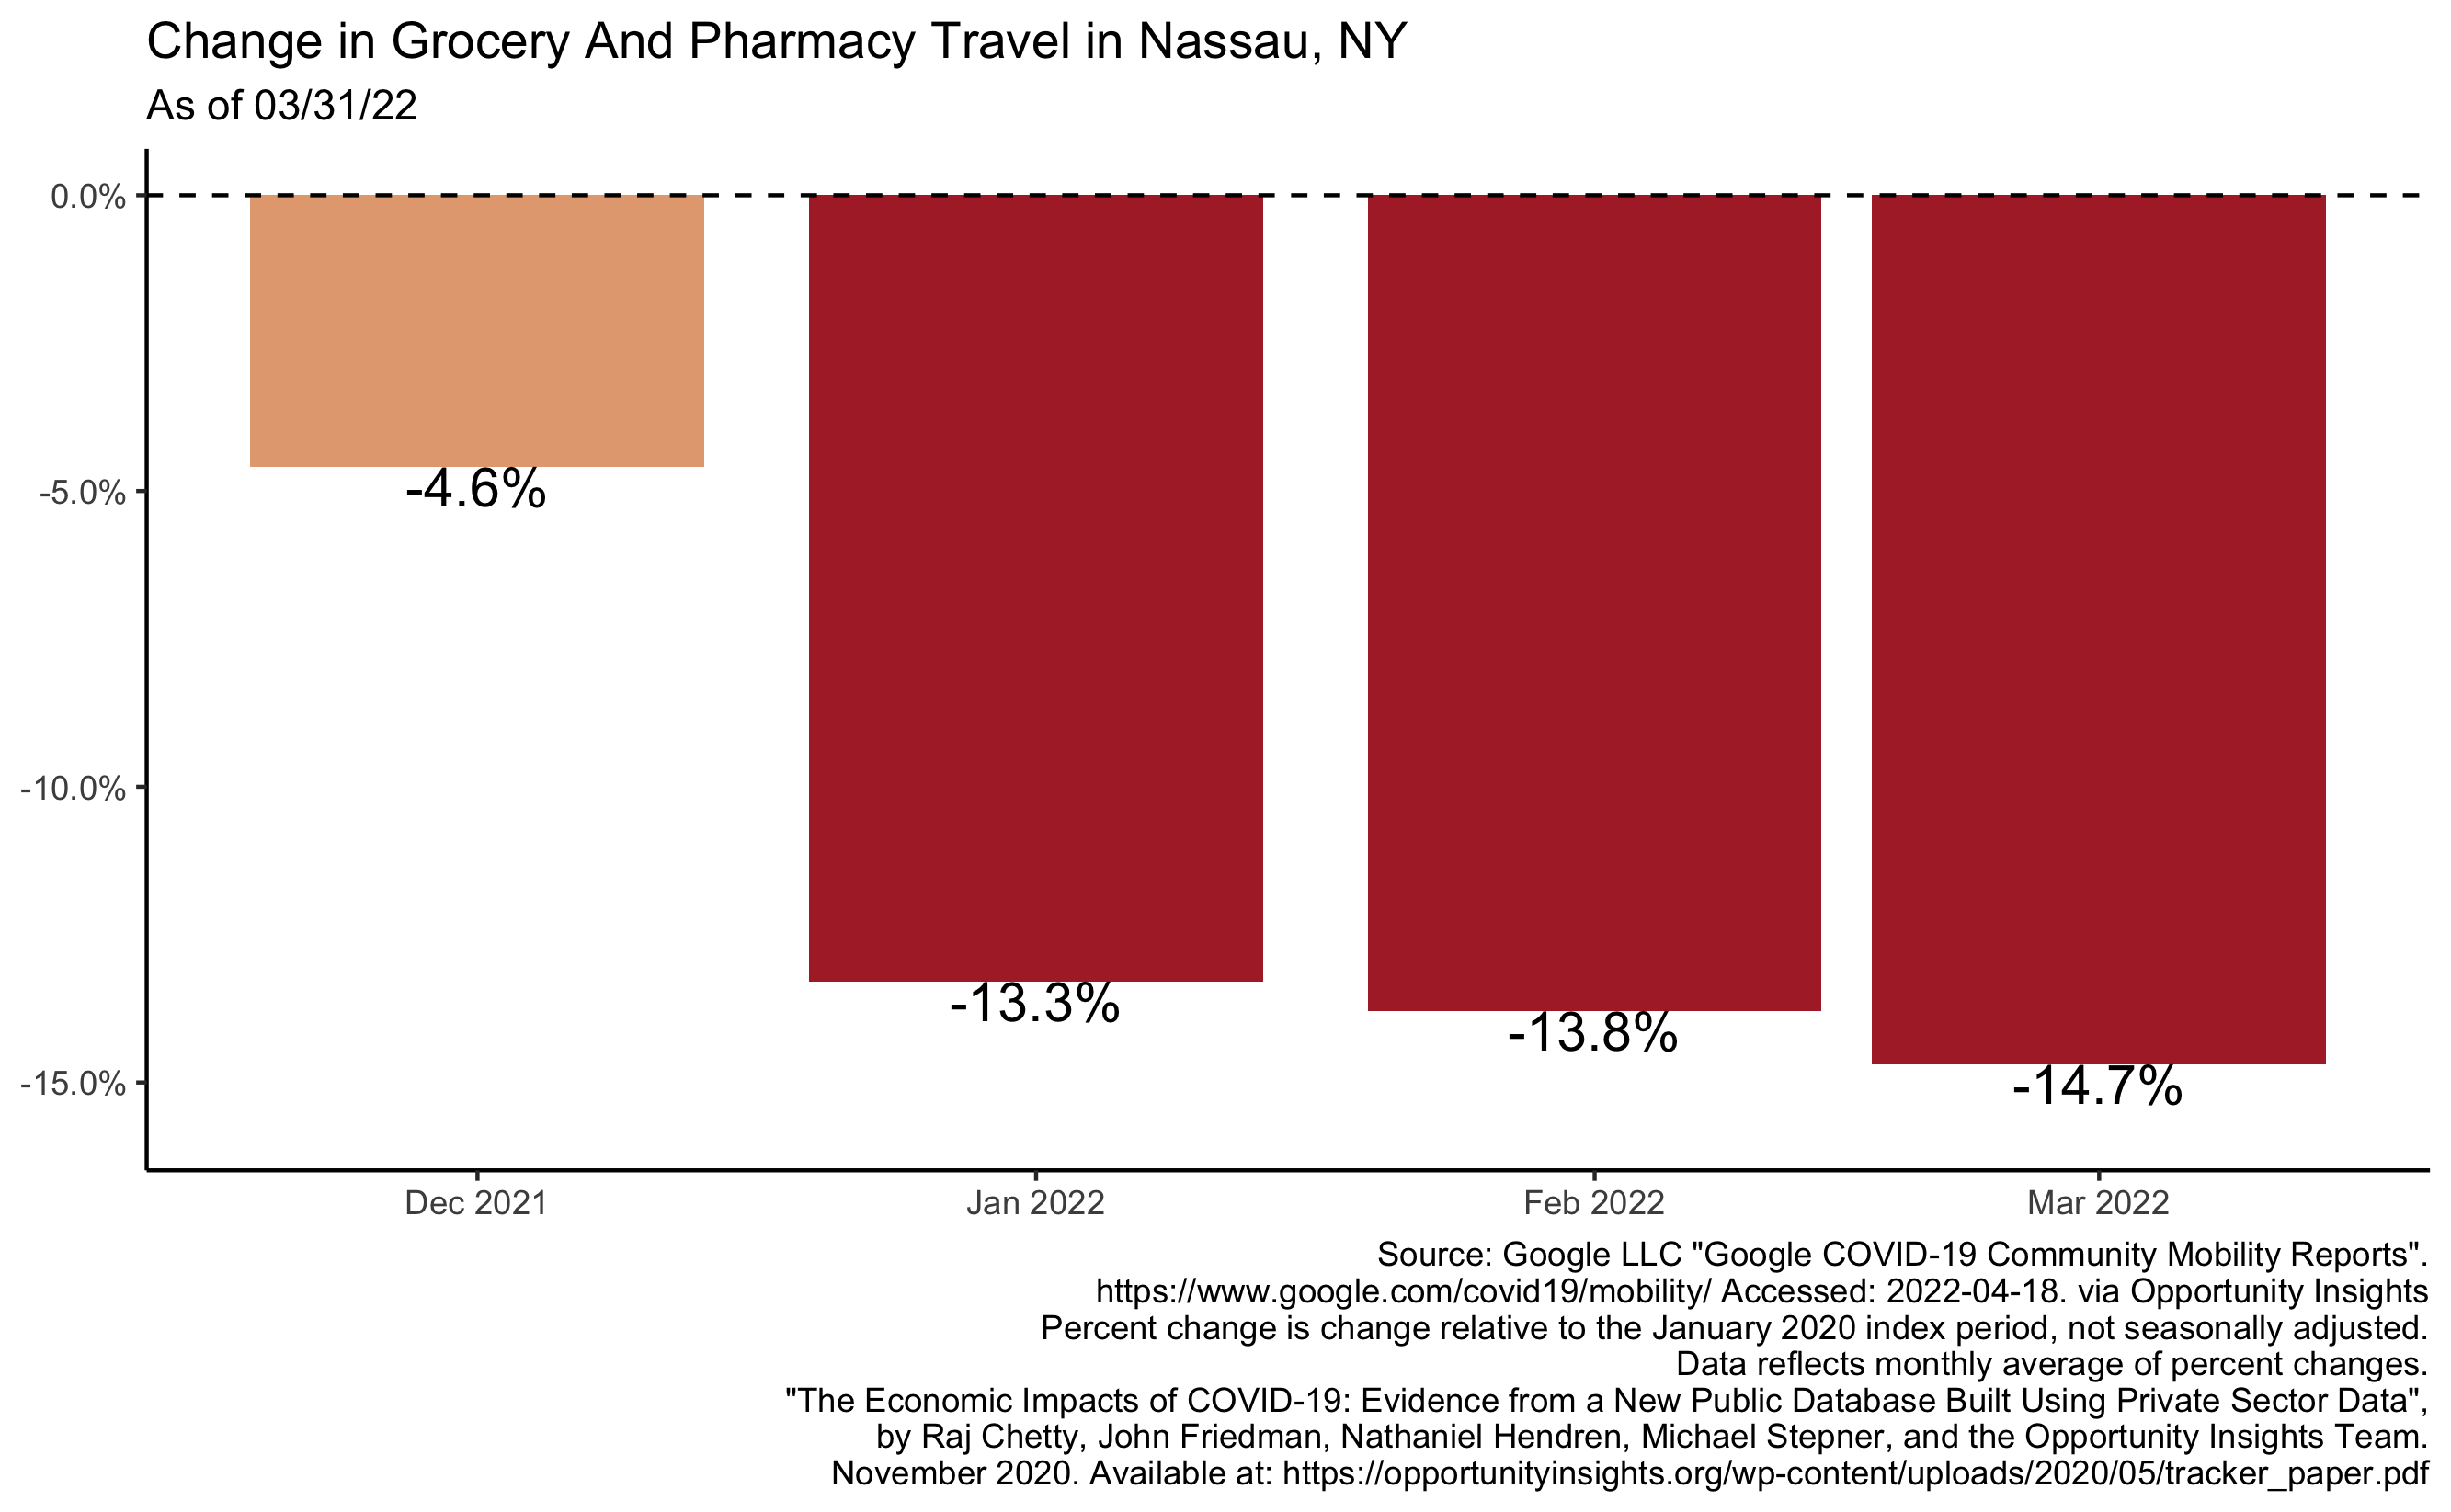 Change in Grocery And Pharmacy Travel in Nassau, NY
As of 03/31/22
0.0%
-5.0%
-10.0%
-15.0%
-4.6%
-13.3%
-13.8%
-14.7%
Dec 2021
Jan 2022
Feb 2022
Mar 2022
Source: Google LLC "Google COVID-19 Community Mobility Reports".
https://www.google.com/covid19/mobility/ Accessed: 2022-04-18. via Opportunity Insights
Percent change is change relative to the January 2020 index period, not seasonally adjusted.
Data reflects monthly average of percent changes.
"The Economic Impacts of COVID-19: Evidence from a New Public Database Built Using Private Sector Data",
by Raj Chetty, John Friedman, Nathaniel Hendren, Michael Stepner, and the Opportunity Insights Team.
November 2020. Available at: https://opportunityinsights.org/wp-content/uploads/2020/05/tracker_paper.pdf